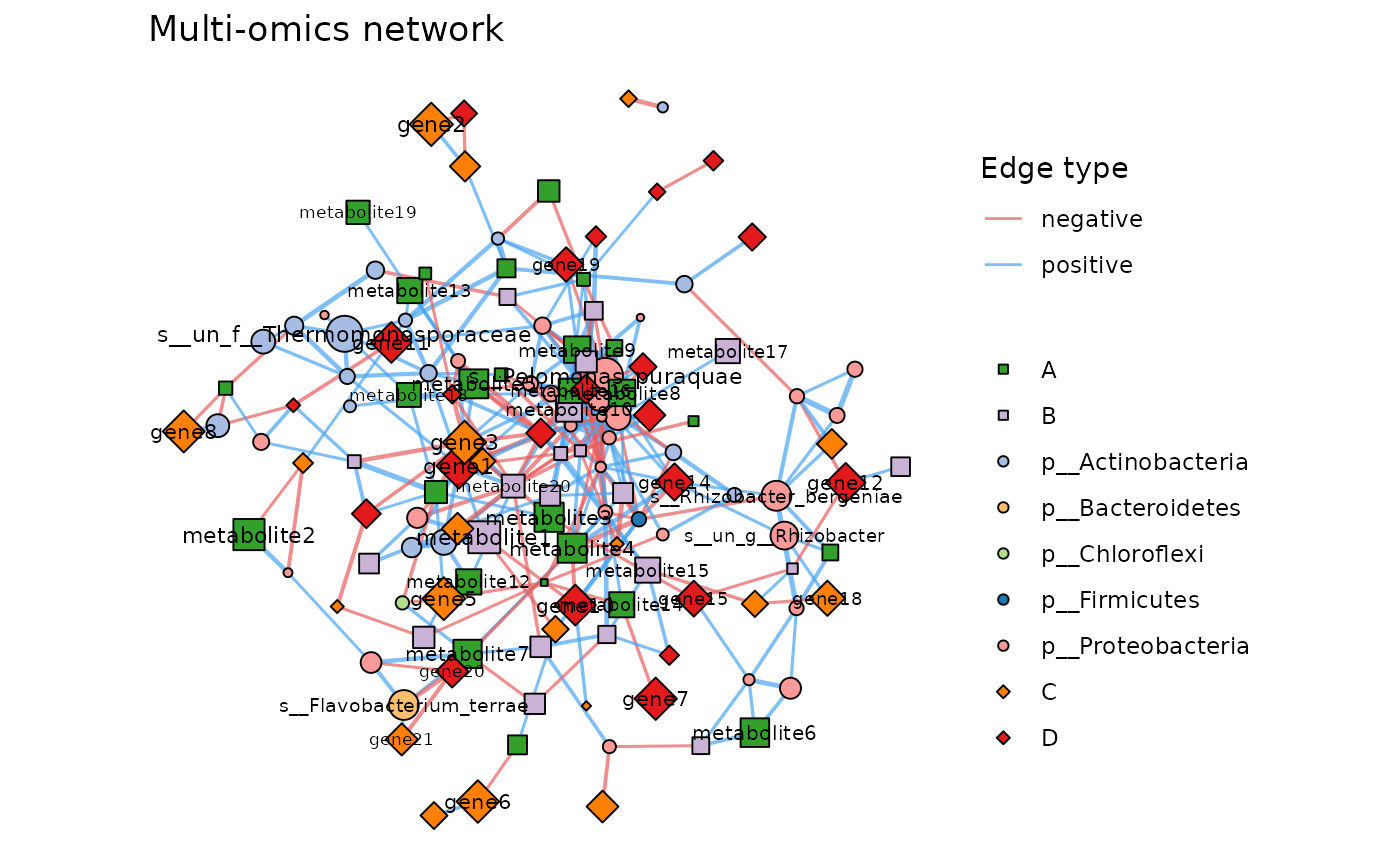 Multi-omics network
gene2
metabolite19
gene19
metabolite13
s__un_f__Thermomonosporaceae
gene11
metabolite9
metabolite17
s__Pelomonas_puraquae
metabolite5
metabolite8
metabolite10
gene8
gene3
gene1
metabolite20
gene14
gene12
s__Rhizobacter_bergeniae
metabolite3
metabolite2
metabolite1
metabolite4
s__un_g__Rhizobacter
metabolite15
metabolite12
gene5
gene10
metabolite14
gene15
gene18
metabolite7
gene20
gene7
s__Flavobacterium_terrae
gene21
metabolite6
gene6
Edge type
negative
positive
A
B
p__Actinobacteria
p__Bacteroidetes
p__Chloroflexi
p__Firmicutes
p__Proteobacteria
C
D